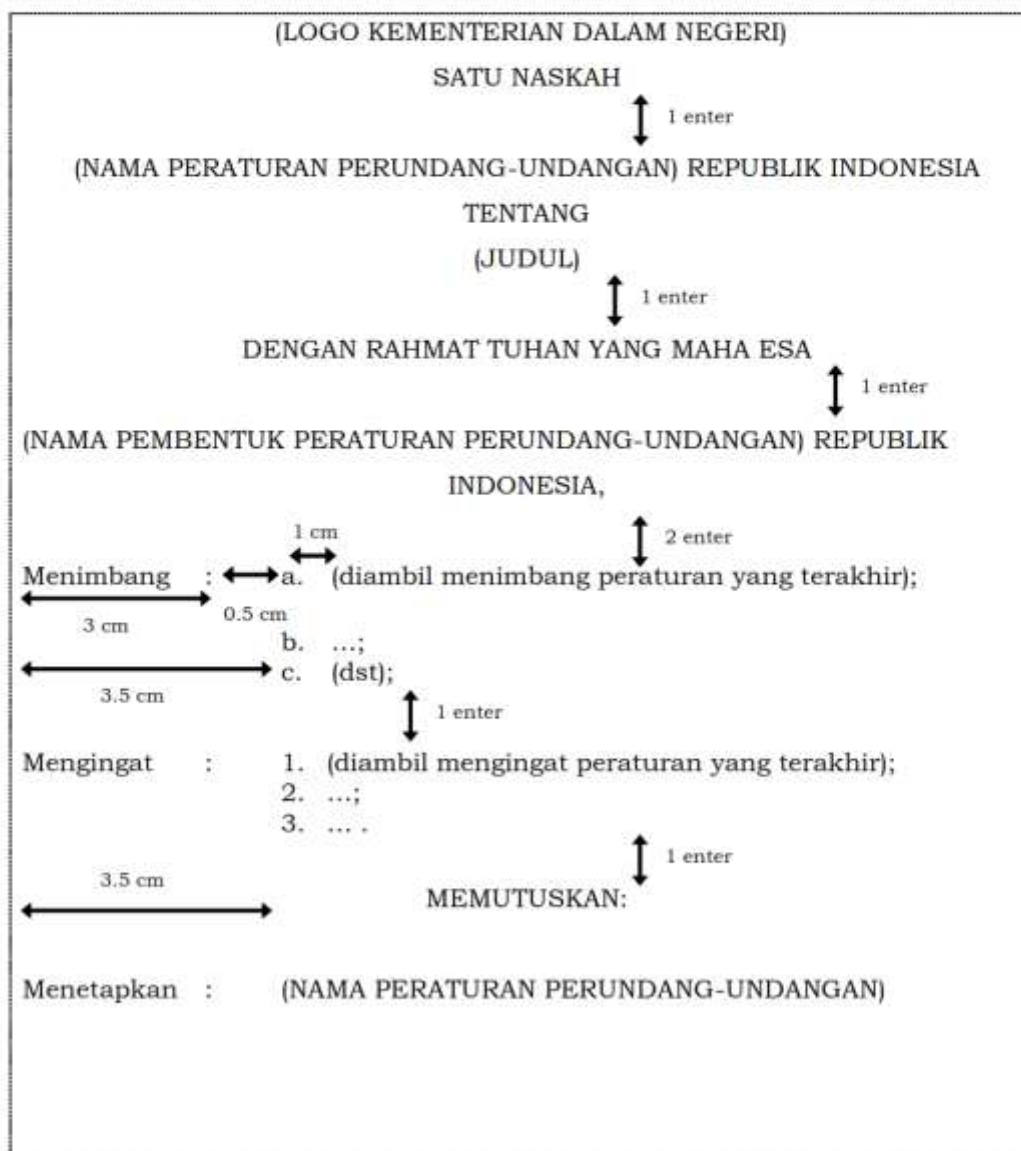 (LOGO KEMENTERIAN DALAM NEGERI)
SATU NASKAH
1 enter
(NAMA PERATURAN PERUNDANG-UNDANGAN) REPUBLIK INDONESIA
TENTANG
(JUDUL)
1 enter
DENGAN RAHMAT TUHAN YANG MAHA ESA
1 enter
(NAMA PEMBENTUK PERATURAN PERUNDANG-UNDANGAN) REPUBLIK
INDONESIA,
2 enter
1 cm
Menimbang : a. (diambil menimbang peraturan yang terakhir);
0.5 cm
3 cm
b. ...;
c. (dst);
3.5 cm
1 enter
Mengingat : 1. (diambil mengingat peraturan yang terakhir);
2. ...;
3. ... .
1 enter
3.5 cm
MEMUTUSKAN:
Menetapkan : (NAMA PERATURAN PERUNDANG-UNDANGAN)